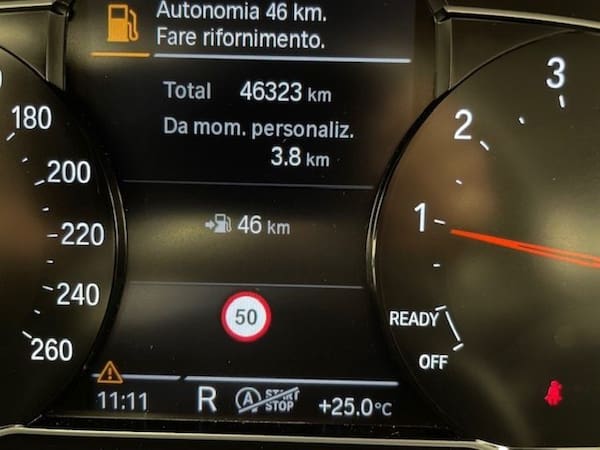 Autonomia 46 km.
Fare rifornimento.
Total 46323 km
Da mom. personaliz.
3.8 km
46 km
50
180
200
220
240
260
3
2
1
READY
OFF
11:11 R A START STOP +25.0°C